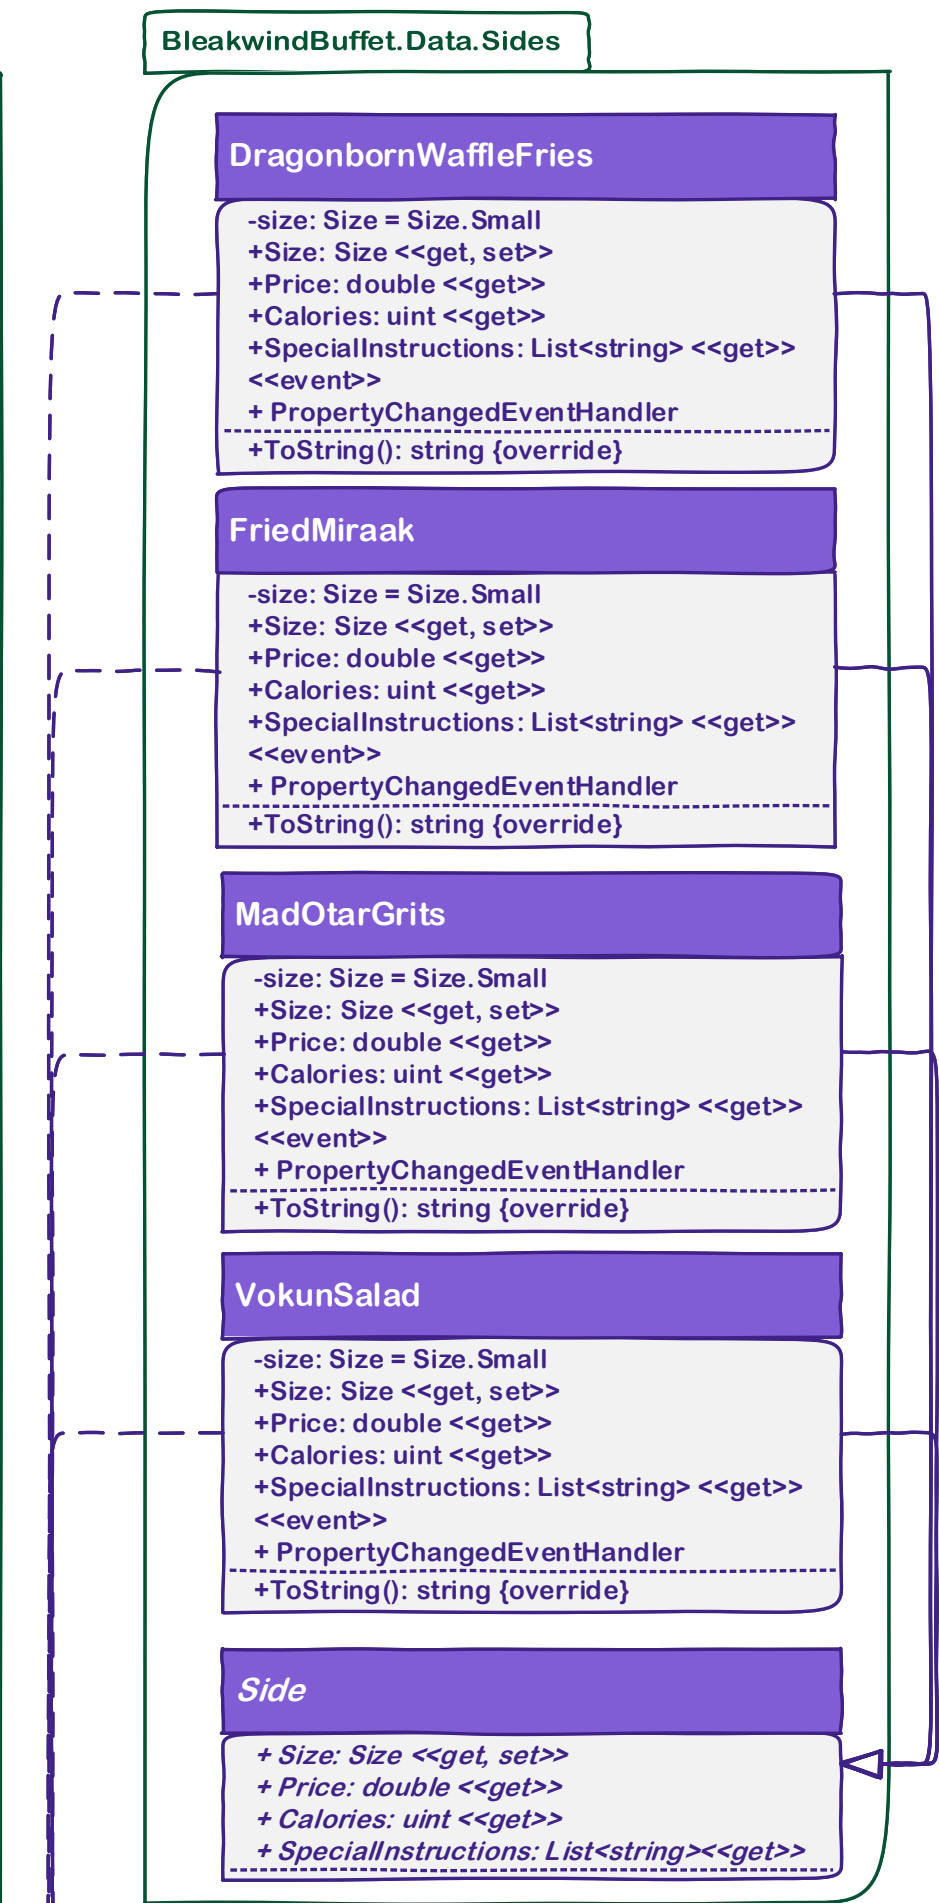 BleakwindBuffet.Data.Sides
DragonbornWaffleFries
-size: Size = Size.Small
+Size: Size <<get, set>>
+Price: double <<get>>
+Calories: uint <<get>>
+SpecialInstructions: List<string> <<get>>
<<event>>
+ PropertyChangedEventHandler
+ToString(): string {override}
FriedMiraak
-size: Size = Size.Small
+Size: Size <<get, set>>
+Price: double <<get>>
+Calories: uint <<get>>
+SpecialInstructions: List<string> <<get>>
<<event>>
+ PropertyChangedEventHandler
+ToString(): string {override}
MadOtarGrits
-size: Size = Size.Small
+Size: Size <<get, set>>
+Price: double <<get>>
+Calories: uint <<get>>
+SpecialInstructions: List<string> <<get>>
<<event>>
+ PropertyChangedEventHandler
+ToString(): string {override}
VokunSalad
-size: Size = Size.Small
+Size: Size <<get, set>>
+Price: double <<get>>
+Calories: uint <<get>>
+SpecialInstructions: List<string> <<get>>
<<event>>
+ PropertyChangedEventHandler
+ToString(): string {override}
Side
+ Size: Size <<get, set>>
+ Price: double <<get>>
+ Calories: uint <<get>>
+ SpecialInstructions: List<string><<get>>